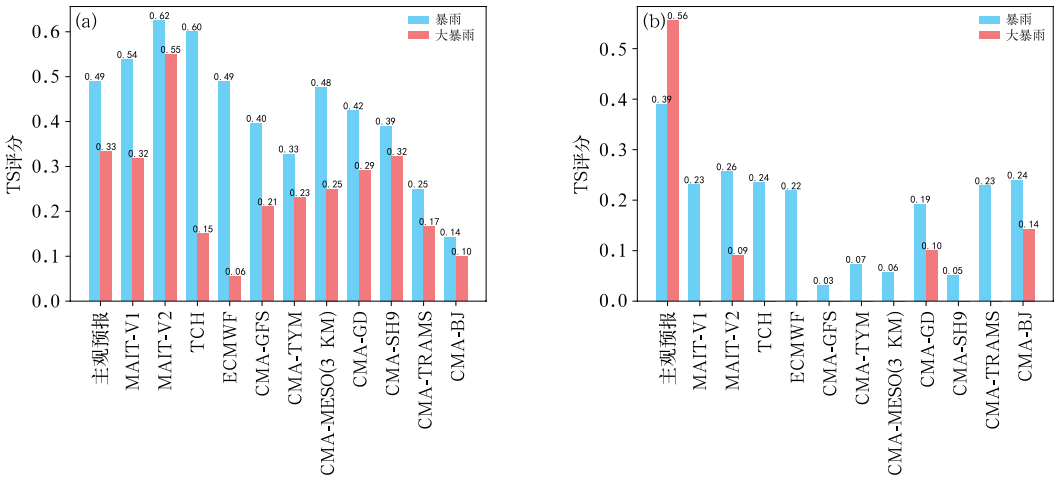 (a)
暴雨
大暴雨
TS评分
0.6
0.5
0.4
0.3
0.2
0.1
0.0
0.49
0.33
0.54
0.32
0.62
0.55
0.60
0.15
0.49
0.06
0.40
0.21
0.33
0.23
0.48
0.25
0.42
0.29
0.39
0.32
0.25
0.17
0.14
0.10
主观预报
MAIT-V1
MAIT-V2
TCH
ECMWF
CMA-GFS
CMA-TYM
CMA-MESO(3 KM)
CMA-GD
CMA-SH9
CMA-TRAMS
CMA-BJ
(b)
暴雨
大暴雨
TS评分
0.5
0.4
0.3
0.2
0.1
0.0
0.39
0.56
0.23
0.26
0.09
0.24
0.22
0.03
0.07
0.06
0.19
0.10
0.05
0.23
0.24
0.14
主观预报
MAIT-V1
MAIT-V2
TCH
ECMWF
CMA-GFS
CMA-TYM
CMA-MESO(3 KM)
CMA-GD
CMA-SH9
CMA-TRAMS
CMA-BJ